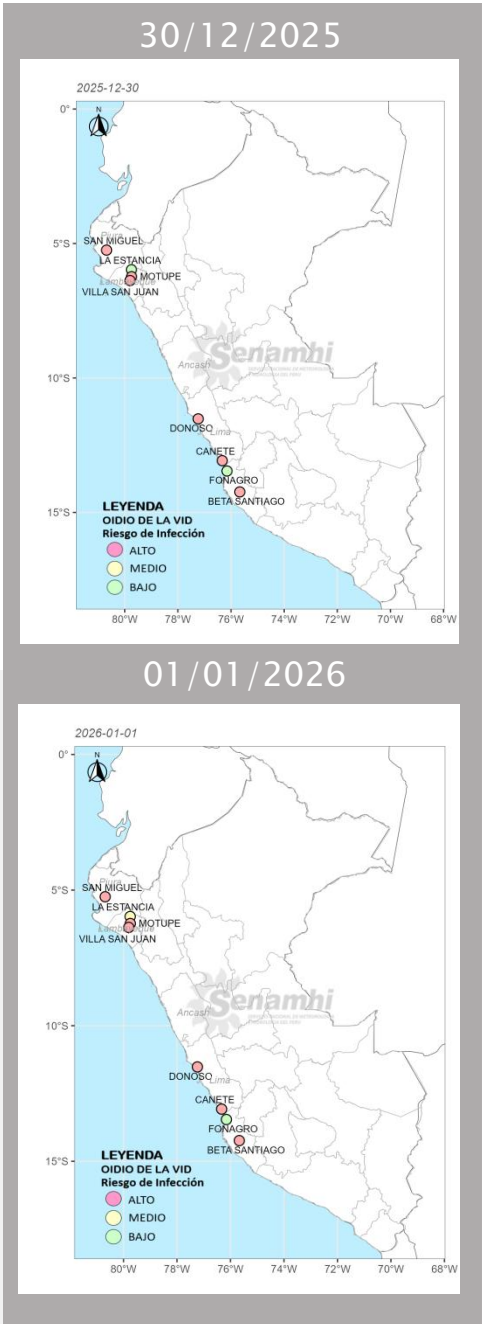 30/12/2025
2025-12-30
N
0°
Piura
SAN MIGUEL
5°S
LA ESTANCIA
MOTUPE
Lambayeque
VILLA SAN JUAN
Senamhi
Ancash
10°S
DONOSO
Lima
CANETE
FONAGRO
BETA SANTIAGO
LEYENDA
15°S
OIDIO DE LA VID
Riesgo de Infección
ALTO
MEDIO
BAJO
80°W 78°W 76°W 74°W 72°W 70°W 68°W
01/01/2026
2026-01-01
N
0°
Piura
SAN MIGUEL
5°S
LA ESTANCIA
MOTUPE
Lambayeque
VILLA SAN JUAN
Senamhi
Ancash
10°S
DONOSO
Lima
CANETE
FONAGRO
BETA SANTIAGO
LEYENDA
15°S
OIDIO DE LA VID
Riesgo de Infección
ALTO
MEDIO
BAJO
80°W 78°W 76°W 74°W 72°W 70°W 68°W